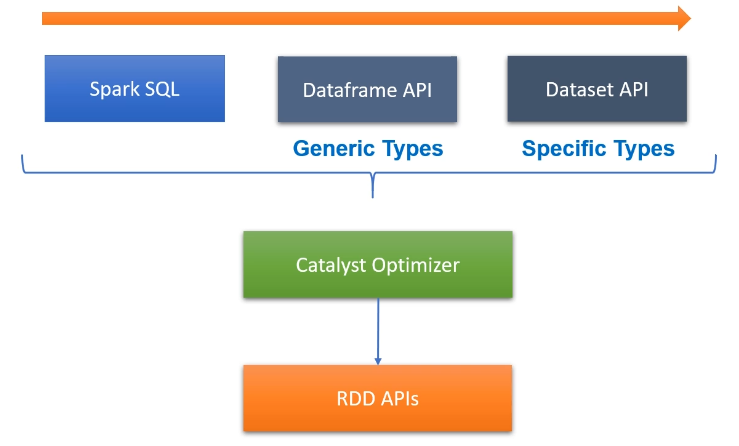 Spark SQL
Dataframe API
Dataset API
Generic Types
Specific Types
Catalyst Optimizer
RDD APIs